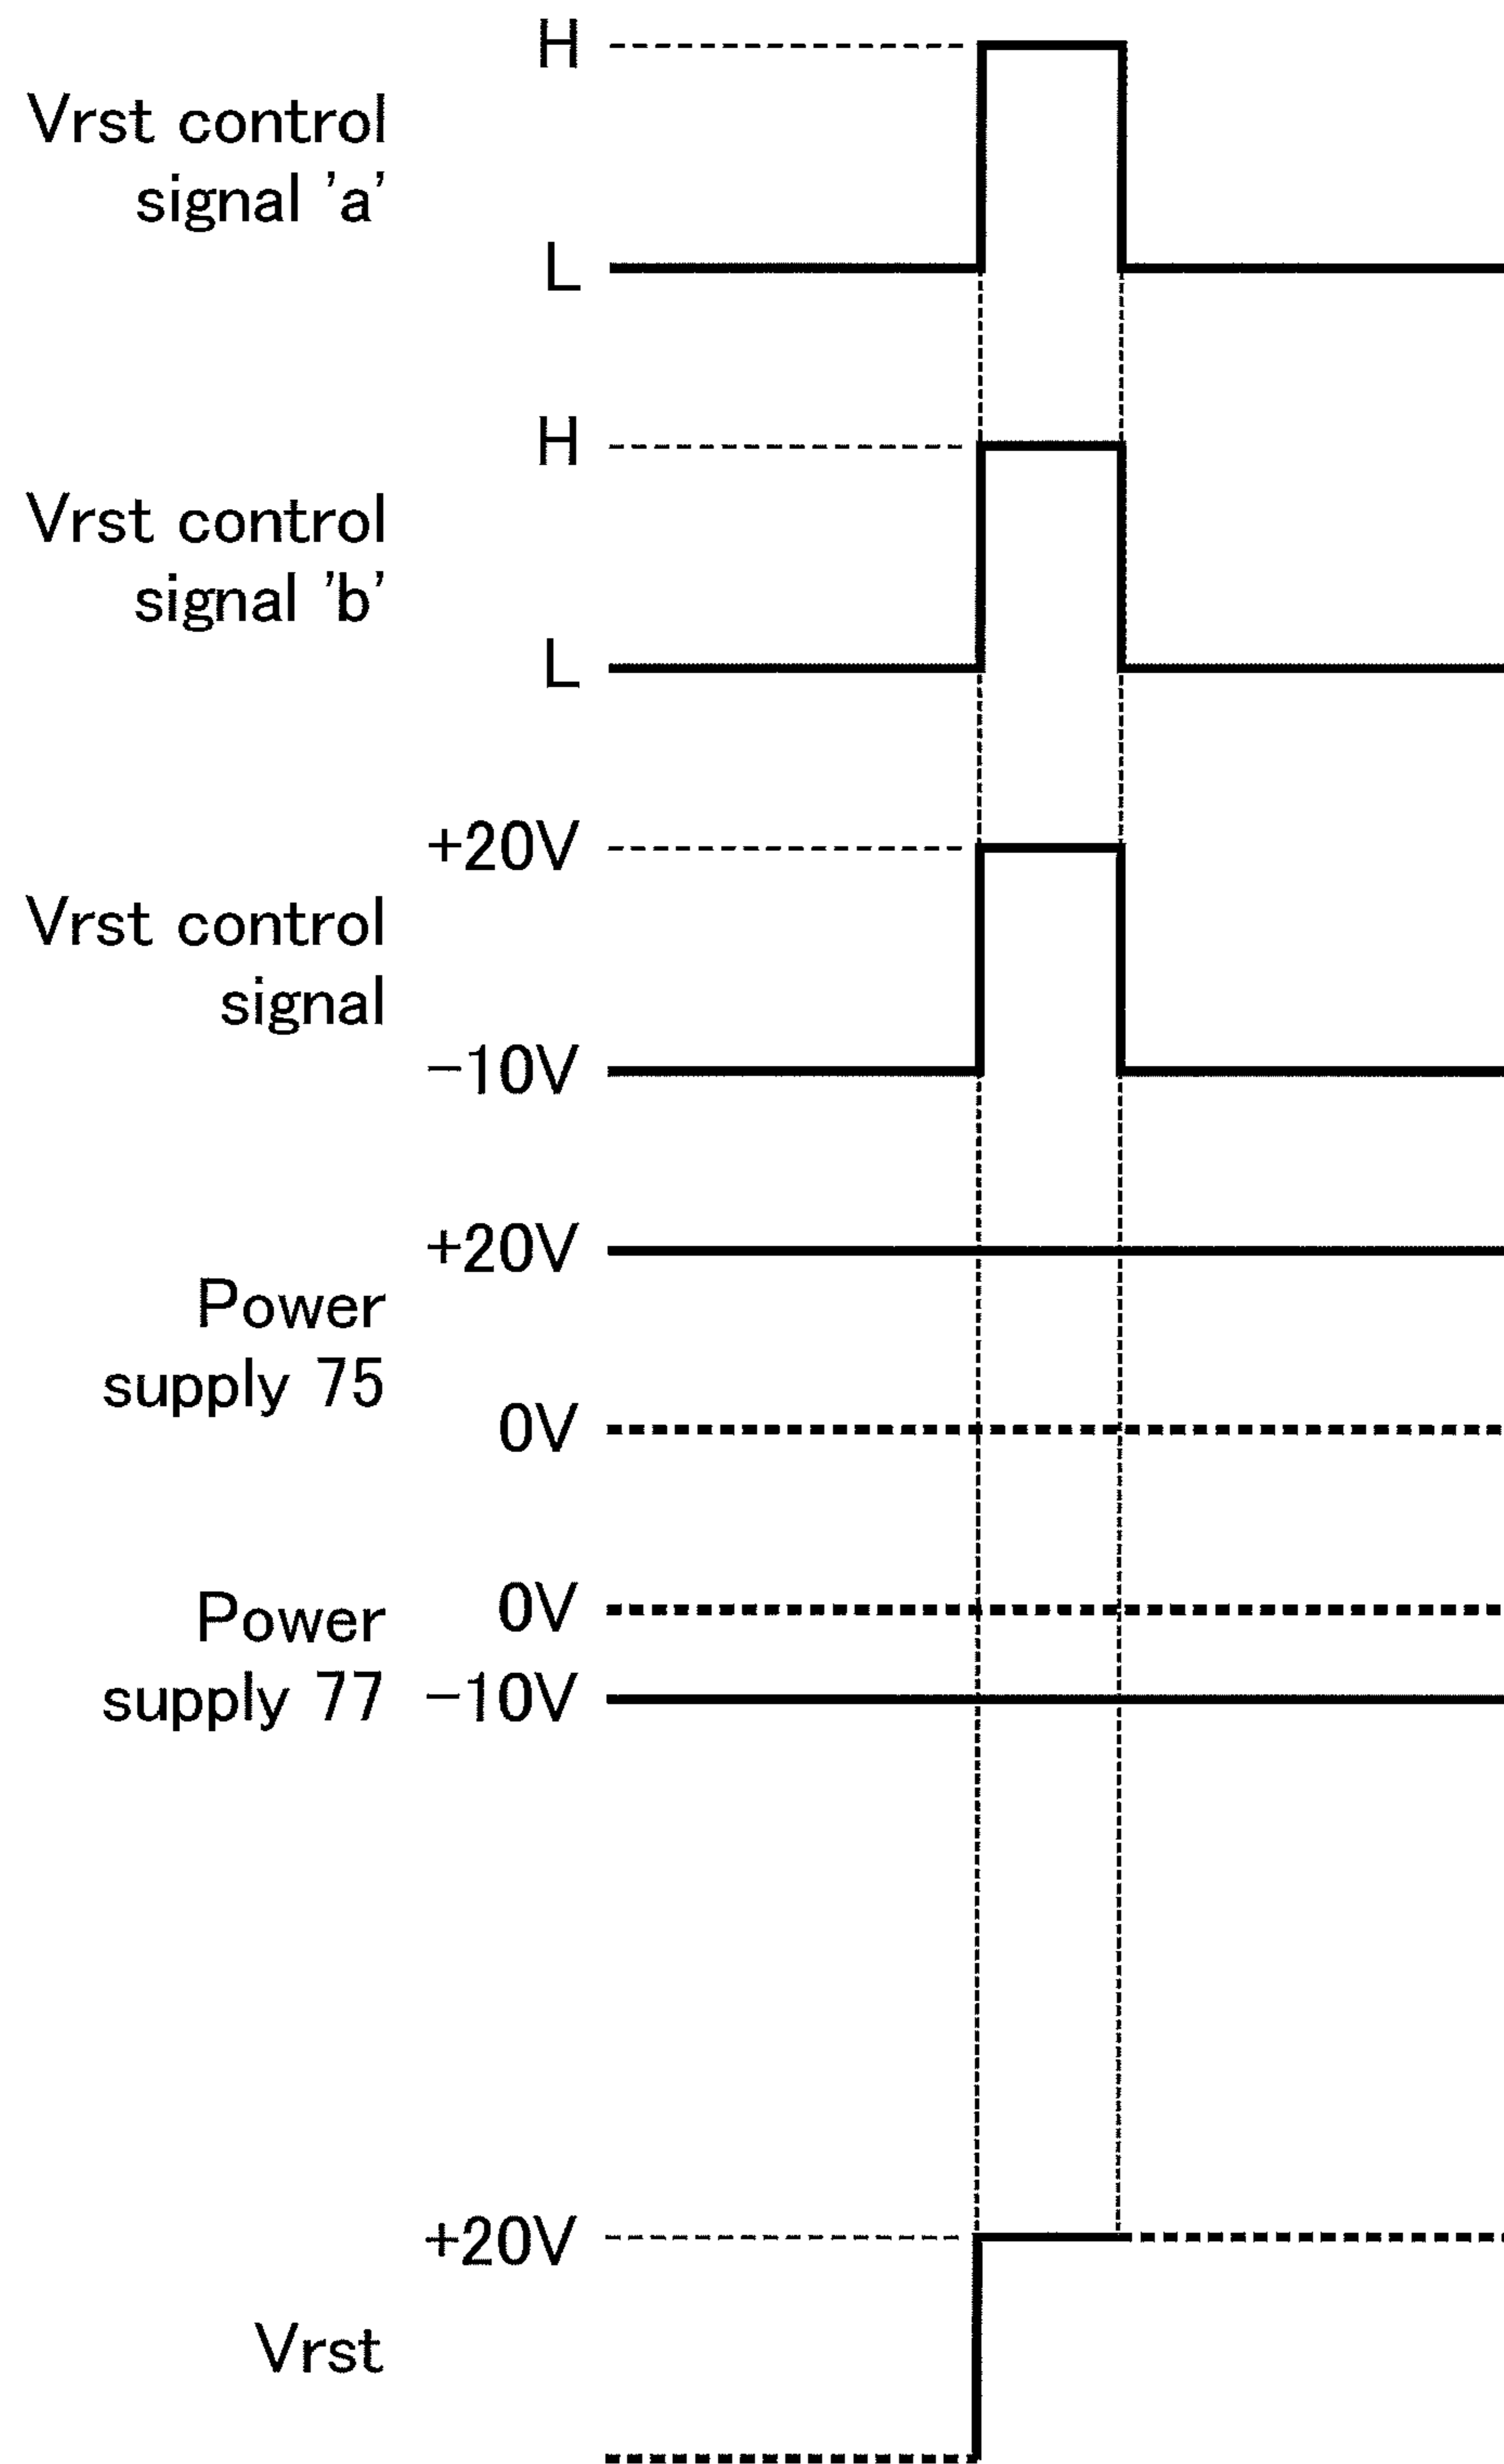 H
Vrst control
signal 'a'
L
H
Vrst control
signal 'b'
L
+20V
Vrst control
signal
−10V
+20V
Power
supply 75
0V
0V
Power
supply 77
−10V
+20V
Vrst